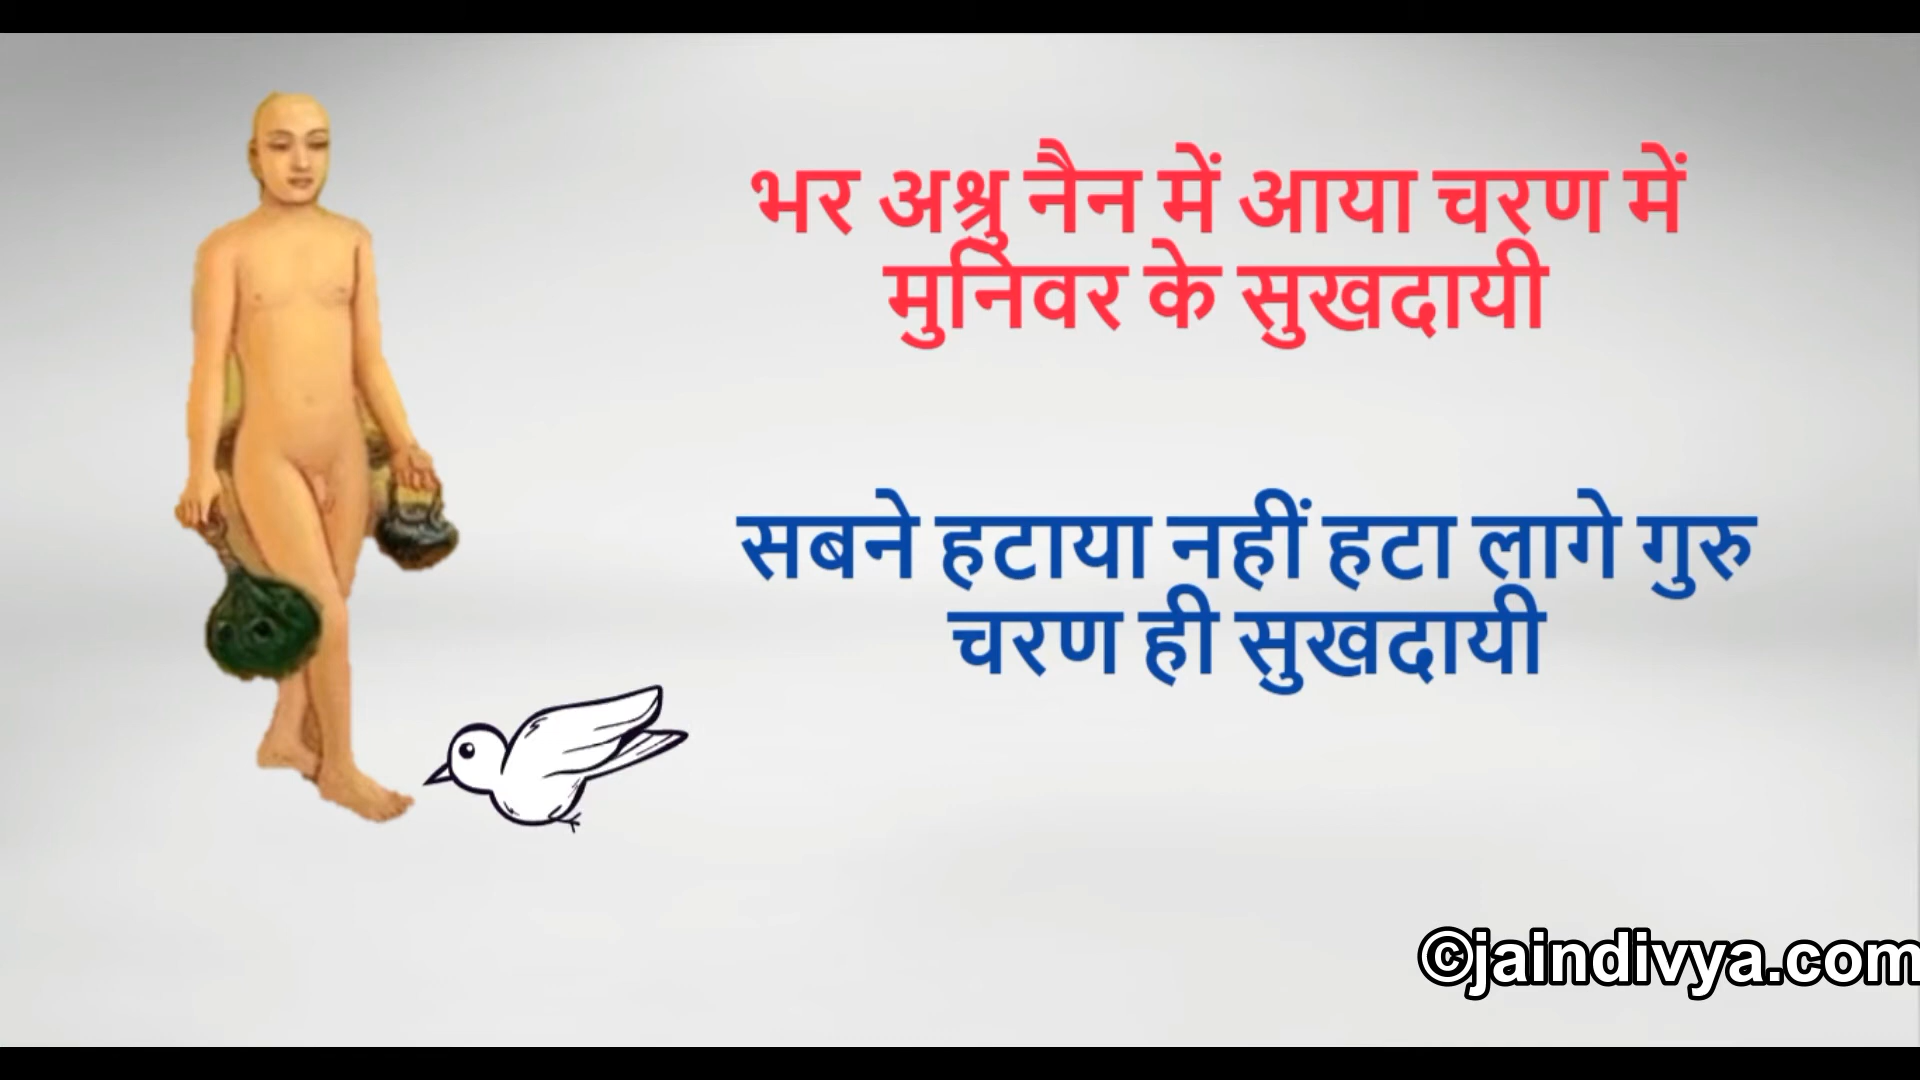 भर अश्रु नैन में आया चरण में
मुनिवर के सुखदायी
सबने हटाया नहीं हटा लागे गुरु
चरण ही सुखदायी
©jaindivya.com